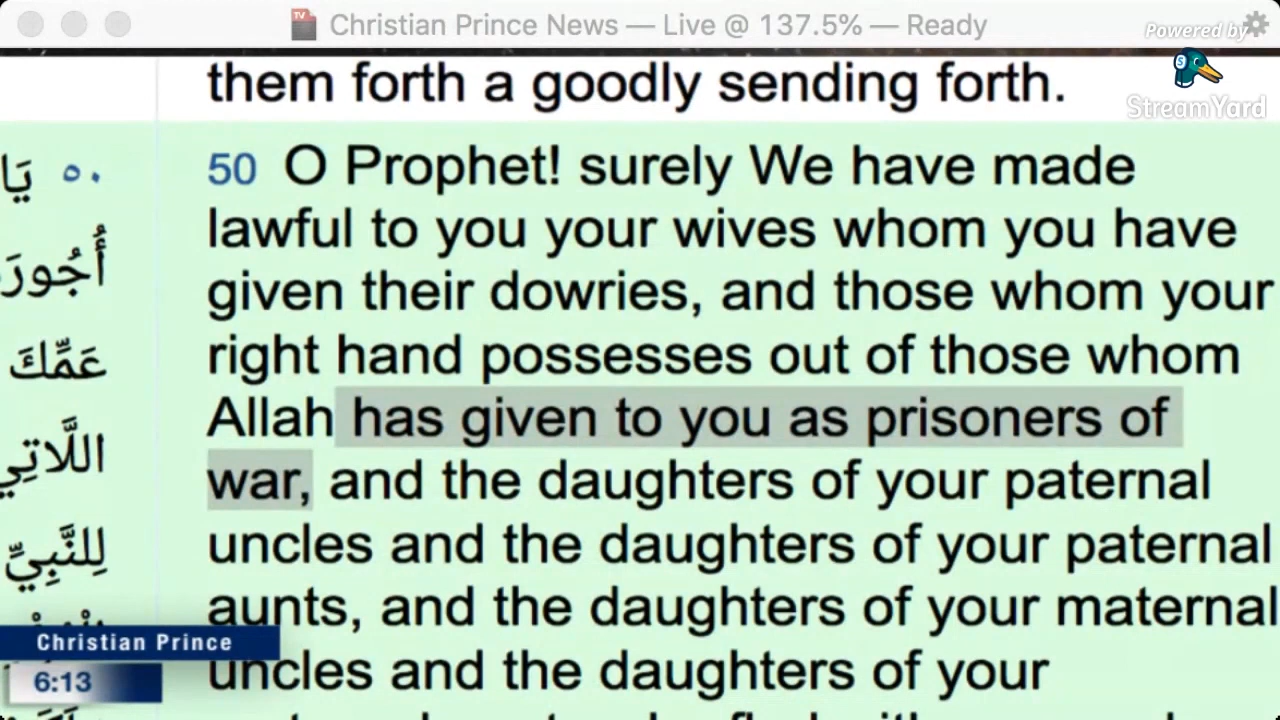 Christian Prince News — Live @ 137.5% — Ready
Powered by
StreamYard
them forth a goodly sending forth.
50 O Prophet! surely We have made
lawful to you your wives whom you have
given their dowries, and those whom your
right hand possesses out of those whom
Allah has given to you as prisoners of
war, and the daughters of your paternal
uncles and the daughters of your paternal
aunts, and the daughters of your maternal
uncles and the daughters of your
٥٠ يَا
أُجُورَ
عَمِّكَ
اللَّاتِي
لِلنَّبِيِّ
Christian Prince
6:13